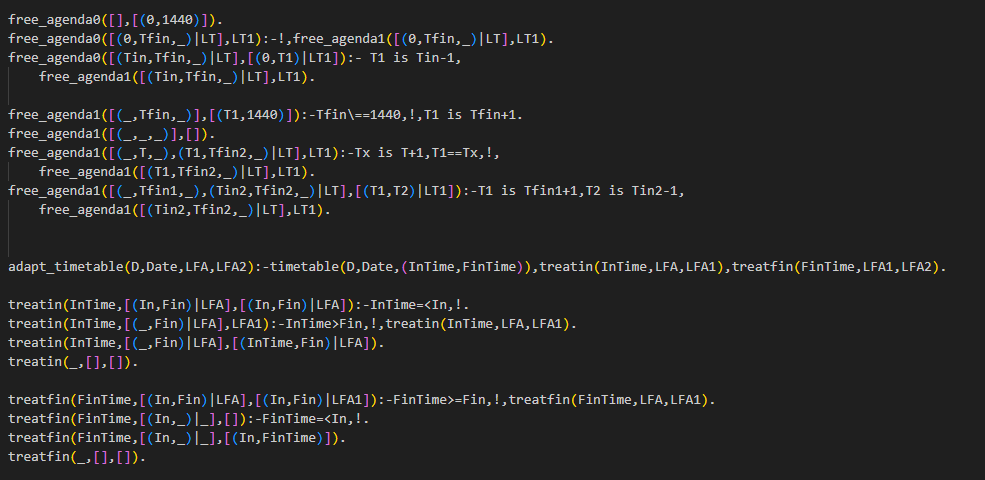 free_agenda0([],[(0,1440)]).
free_agenda0([(0,Tfin,_)|LT],LT1):-!,free_agenda1([(0,Tfin,_)|LT],LT1).
free_agenda0([(Tin,Tfin,_)|LT],[(0,T1)|LT1]):- T1 is Tin-1,
    free_agenda1([(Tin,Tfin,_)|LT],LT1).
free_agenda1([(_,Tfin,_)],[(T1,1440)]):-Tfin\==1440,!,T1 is Tfin+1.
free_agenda1([(_,_,_)],[]).
free_agenda1([(_,T,_),(T1,Tfin2,_)|LT],LT1):-Tx is T+1,T1==Tx,!,
    free_agenda1([(T1,Tfin2,_)|LT],LT1).
free_agenda1([(_,Tfin1,_),(Tin2,Tfin2,_)|LT],[(T1,T2)|LT1]):-T1 is Tfin1+1,T2 is Tin2-1,
    free_agenda1([(Tin2,Tfin2,_)|LT],LT1).
adapt_timetable(D,Date,LFA,LFA2):-timetable(D,Date,(InTime,FinTime)),treatin(InTime,LFA,LFA1),treatfin(FinTime,LFA1,LFA2).
treatin(InTime,[(In,Fin)|LFA],[(In,Fin)|LFA]):-InTime=<In,!.
treatin(InTime,[(_,Fin)|LFA],LFA1):-InTime>Fin,!,treatin(InTime,LFA,LFA1).
treatin(InTime,[(_,Fin)|LFA],[(InTime,Fin)|LFA]).
treatin(_,[],[]).
treatfin(FinTime,[(In,Fin)|LFA],[(In,Fin)|LFA1]):-FinTime>=Fin,!,treatfin(FinTime,LFA,LFA1).
treatfin(FinTime,[(In,_)|_],[]):-FinTime=<In,!.
treatfin(FinTime,[(In,_)|_],[(In,FinTime)]).
treatfin(_,[],[]).